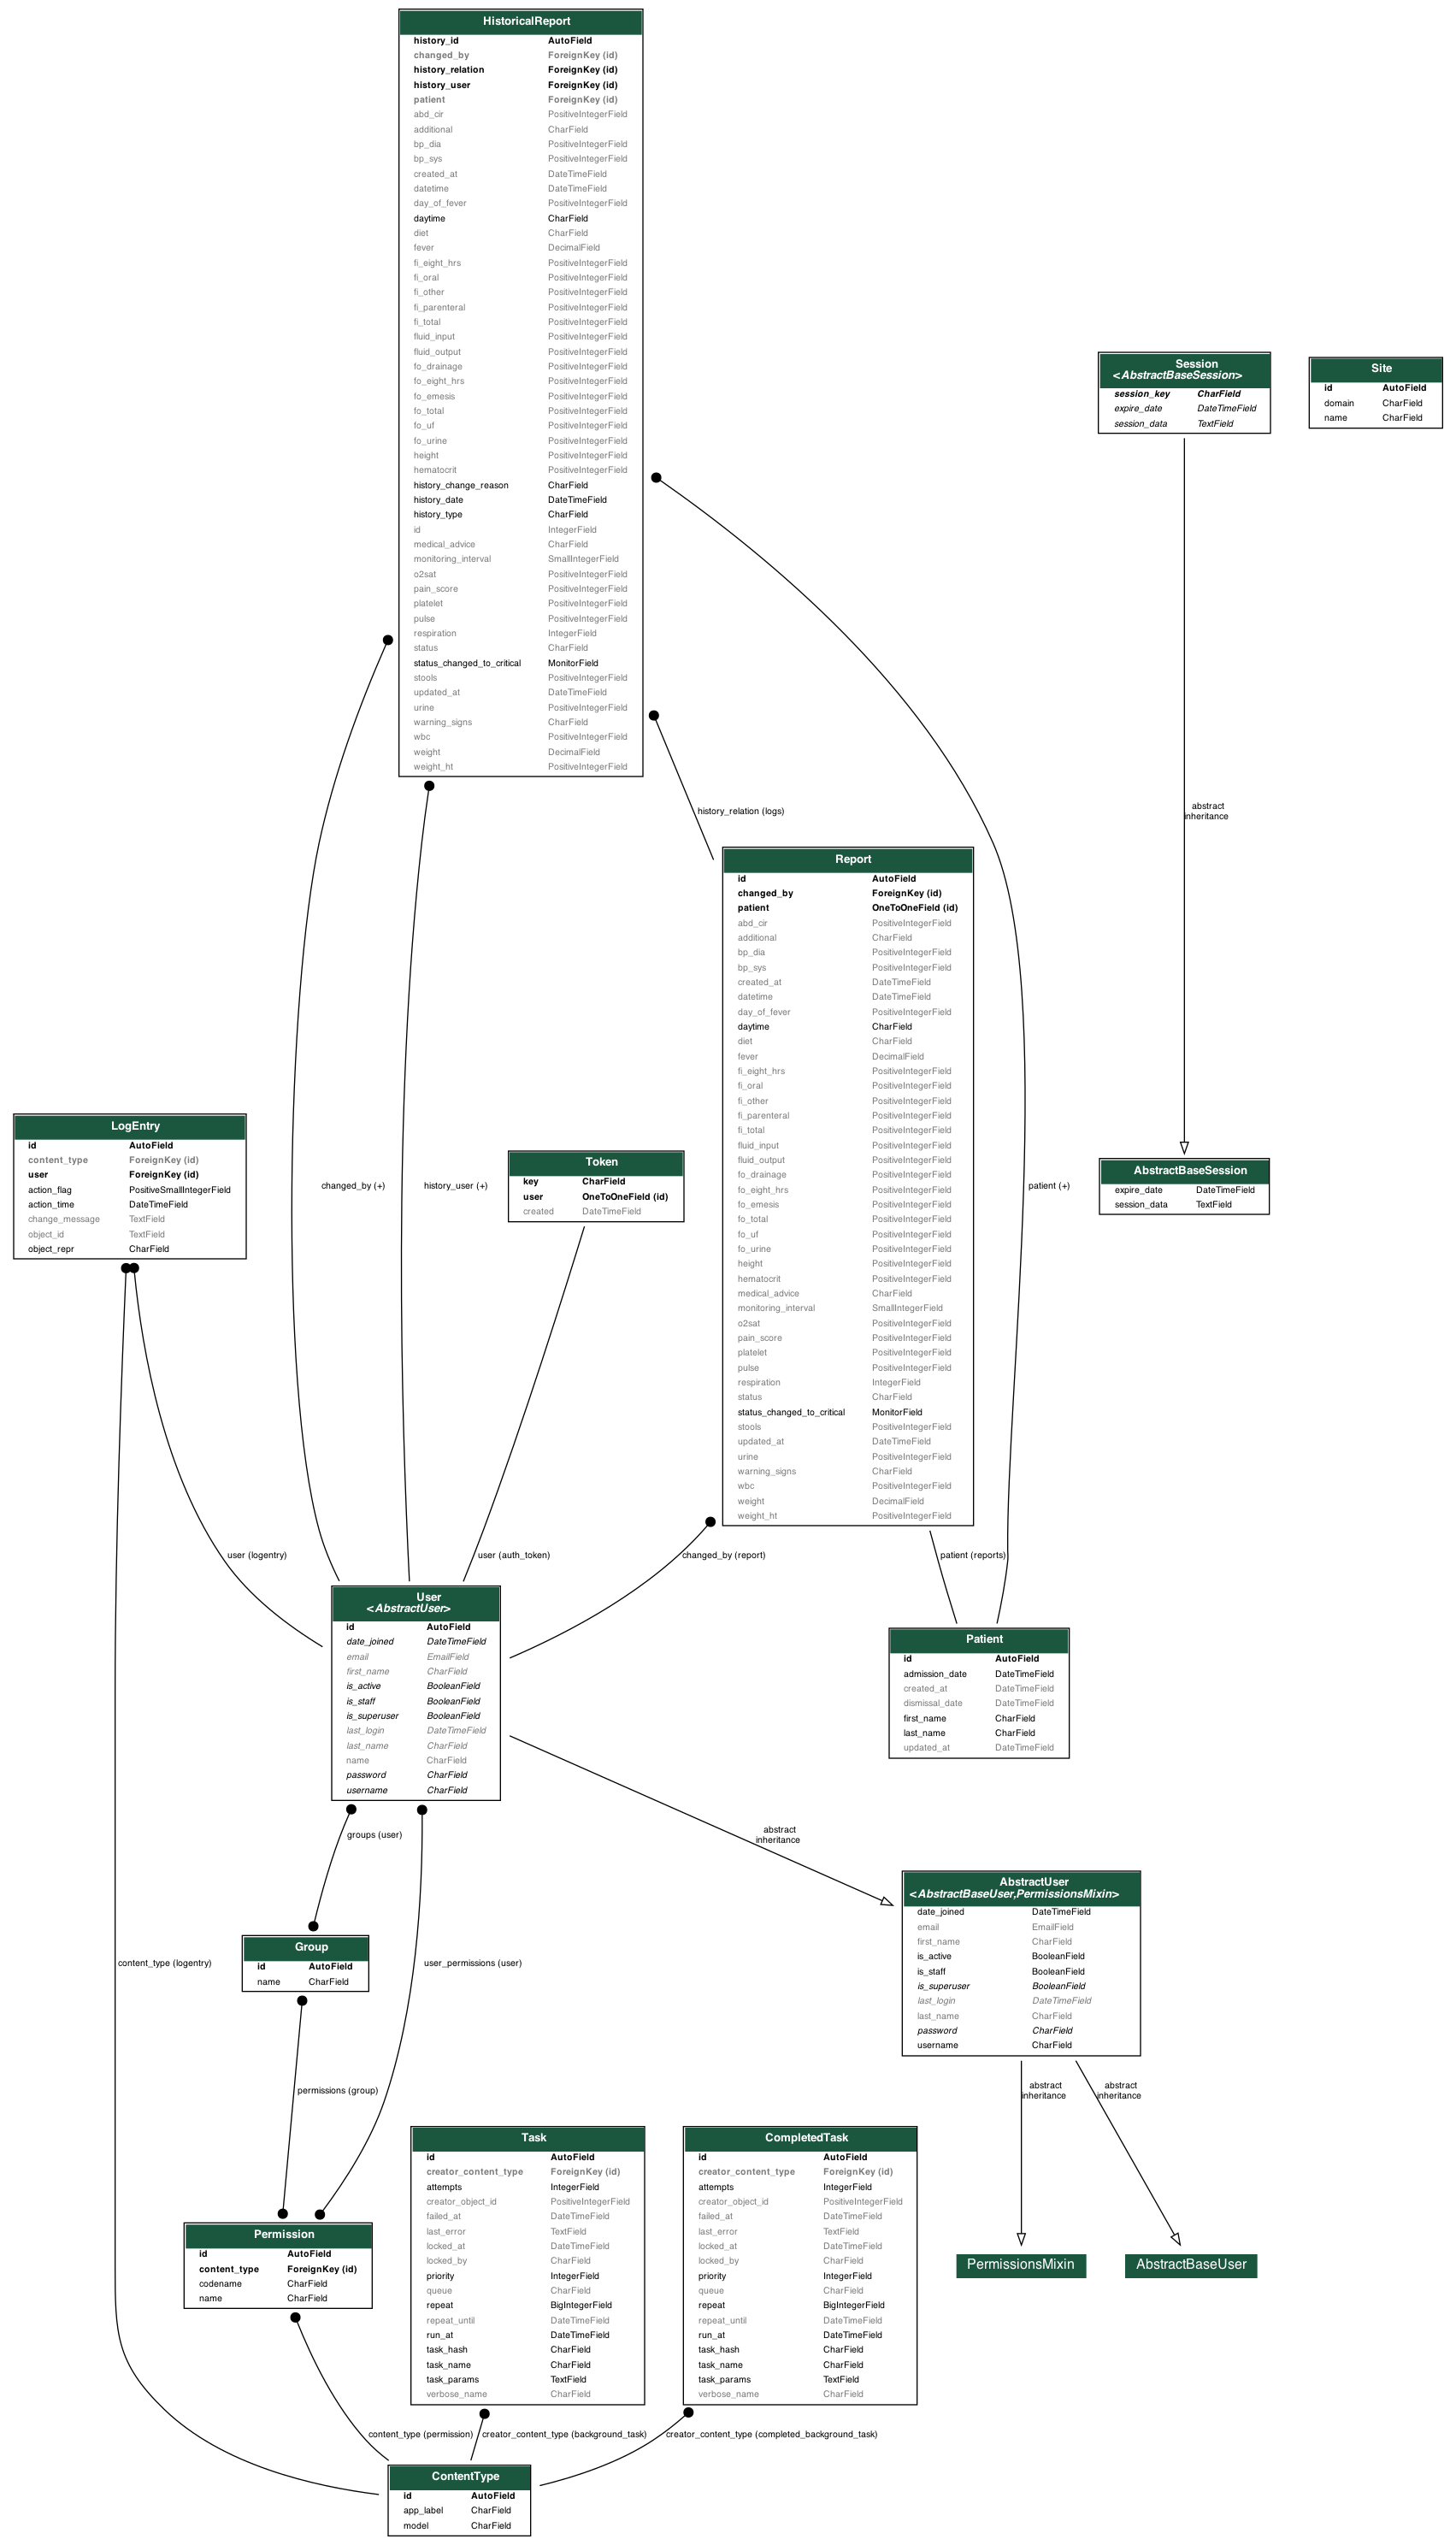 HistoricalReport
history_id AutoField
changed_by ForeignKey (id)
history_relation ForeignKey (id)
history_user ForeignKey (id)
patient ForeignKey (id)
abd_cir PositiveIntegerField
additional CharField
bp_dia PositiveIntegerField
bp_sys PositiveIntegerField
created_at DateTimeField
datetime DateTimeField
day_of_fever PositiveIntegerField
daytime CharField
diet CharField
fever DecimalField
fi_eight_hrs PositiveIntegerField
fi_oral PositiveIntegerField
fi_other PositiveIntegerField
fi_parenteral PositiveIntegerField
fi_total PositiveIntegerField
fluid_input PositiveIntegerField
fluid_output PositiveIntegerField
fo_drainage PositiveIntegerField
fo_eight_hrs PositiveIntegerField
fo_emesis PositiveIntegerField
fo_total PositiveIntegerField
fo_uf PositiveIntegerField
fo_urine PositiveIntegerField
height PositiveIntegerField
hematocrit PositiveIntegerField
history_change_reason CharField
history_date DateTimeField
history_type CharField
id IntegerField
medical_advice CharField
monitoring_interval SmallIntegerField
o2sat PositiveIntegerField
pain_score PositiveIntegerField
platelet PositiveIntegerField
pulse PositiveIntegerField
respiration IntegerField
status CharField
status_changed_to_critical MonitorField
stools PositiveIntegerField
updated_at DateTimeField
urine PositiveIntegerField
warning_signs CharField
wbc PositiveIntegerField
weight DecimalField
weight_ht PositiveIntegerField
Session
<AbstractBaseSession>
session_key CharField
expire_date DateTimeField
session_data TextField
Site
id AutoField
domain CharField
name CharField
abstract
inheritance
history_relation (logs)
Report
id AutoField
changed_by ForeignKey (id)
patient OneToOneField (id)
abd_cir PositiveIntegerField
additional CharField
bp_dia PositiveIntegerField
bp_sys PositiveIntegerField
created_at DateTimeField
datetime DateTimeField
day_of_fever PositiveIntegerField
daytime CharField
diet CharField
fever DecimalField
fi_eight_hrs PositiveIntegerField
fi_oral PositiveIntegerField
fi_other PositiveIntegerField
fi_parenteral PositiveIntegerField
fi_total PositiveIntegerField
fluid_input PositiveIntegerField
fluid_output PositiveIntegerField
fo_drainage PositiveIntegerField
fo_eight_hrs PositiveIntegerField
fo_emesis PositiveIntegerField
fo_total PositiveIntegerField
fo_uf PositiveIntegerField
fo_urine PositiveIntegerField
height PositiveIntegerField
hematocrit PositiveIntegerField
medical_advice CharField
monitoring_interval SmallIntegerField
o2sat PositiveIntegerField
pain_score PositiveIntegerField
platelet PositiveIntegerField
pulse PositiveIntegerField
respiration IntegerField
status CharField
status_changed_to_critical MonitorField
stools PositiveIntegerField
updated_at DateTimeField
urine PositiveIntegerField
warning_signs CharField
wbc PositiveIntegerField
weight DecimalField
weight_ht PositiveIntegerField
LogEntry
id AutoField
content_type ForeignKey (id)
user ForeignKey (id)
action_flag PositiveSmallIntegerField
action_time DateTimeField
change_message TextField
object_id TextField
object_repr CharField
changed_by (+)
history_user (+)
Token
key CharField
user OneToOneField (id)
created DateTimeField
patient (+)
AbstractBaseSession
expire_date DateTimeField
session_data TextField
user (logentry)
user (auth_token)
changed_by (report)
patient (reports)
User
<AbstractUser>
id AutoField
date_joined DateTimeField
email EmailField
first_name CharField
is_active BooleanField
is_staff BooleanField
is_superuser BooleanField
last_login DateTimeField
last_name CharField
name CharField
password CharField
username CharField
Patient
id AutoField
admission_date DateTimeField
created_at DateTimeField
dismissal_date DateTimeField
first_name CharField
last_name CharField
updated_at DateTimeField
groups (user)
abstract
inheritance
AbstractUser
<AbstractBaseUser,PermissionsMixin>
date_joined DateTimeField
email EmailField
first_name CharField
is_active BooleanField
is_staff BooleanField
is_superuser BooleanField
last_login DateTimeField
last_name CharField
password CharField
username CharField
content_type (logentry)
Group
id AutoField
name CharField
user_permissions (user)
permissions (group)
abstract
inheritance
abstract
inheritance
Task
id AutoField
creator_content_type ForeignKey (id)
attempts IntegerField
creator_object_id PositiveIntegerField
failed_at DateTimeField
last_error TextField
locked_at DateTimeField
locked_by CharField
priority IntegerField
queue CharField
repeat BigIntegerField
repeat_until DateTimeField
run_at DateTimeField
task_hash CharField
task_name CharField
task_params TextField
verbose_name CharField
CompletedTask
id AutoField
creator_content_type ForeignKey (id)
attempts IntegerField
creator_object_id PositiveIntegerField
failed_at DateTimeField
last_error TextField
locked_at DateTimeField
locked_by CharField
priority IntegerField
queue CharField
repeat BigIntegerField
repeat_until DateTimeField
run_at DateTimeField
task_hash CharField
task_name CharField
task_params TextField
verbose_name CharField
Permission
id AutoField
content_type ForeignKey (id)
codename CharField
name CharField
PermissionsMixin
AbstractBaseUser
content_type (permission)
creator_content_type (background_task)
creator_content_type (completed_background_task)
ContentType
id AutoField
app_label CharField
model CharField